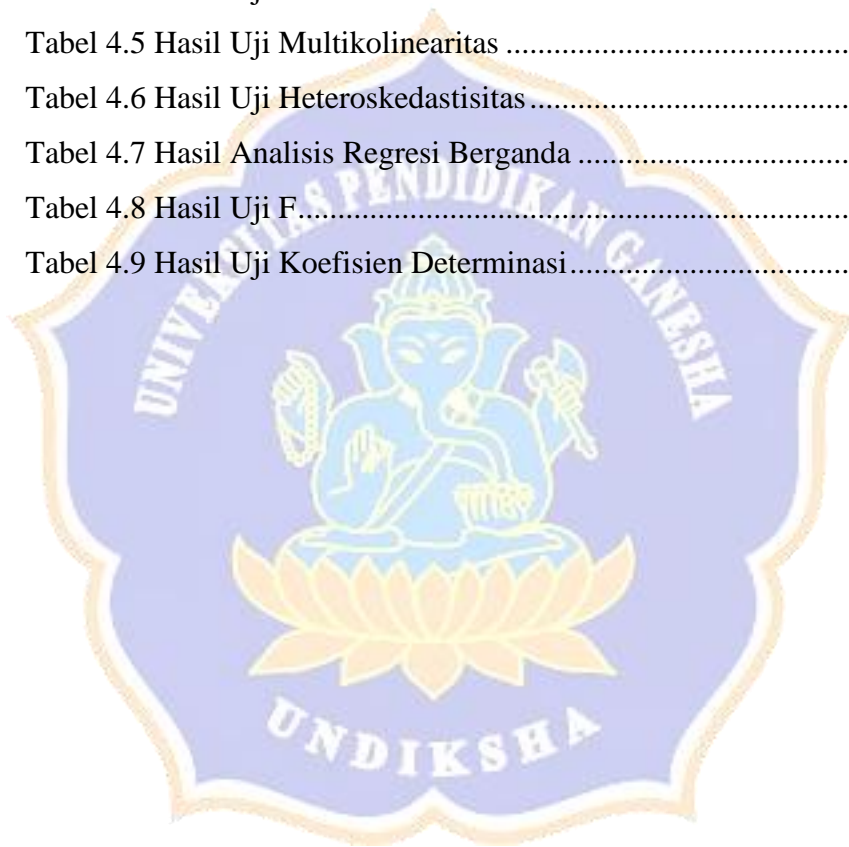 Tabel 4.5 Hasil Uji Multikolinearitas ............................................
Tabel 4.6 Hasil Uji Heteroskedastisitas .........................................
Tabel 4.7 Hasil Analisis Regresi Berganda ...................................
Tabel 4.8 Hasil Uji F.......................................................................
Tabel 4.9 Hasil Uji Koefisien Determinasi ....................................
UNIVERSITAS PENDIDIKAN GANESHA
UNDIKSHA